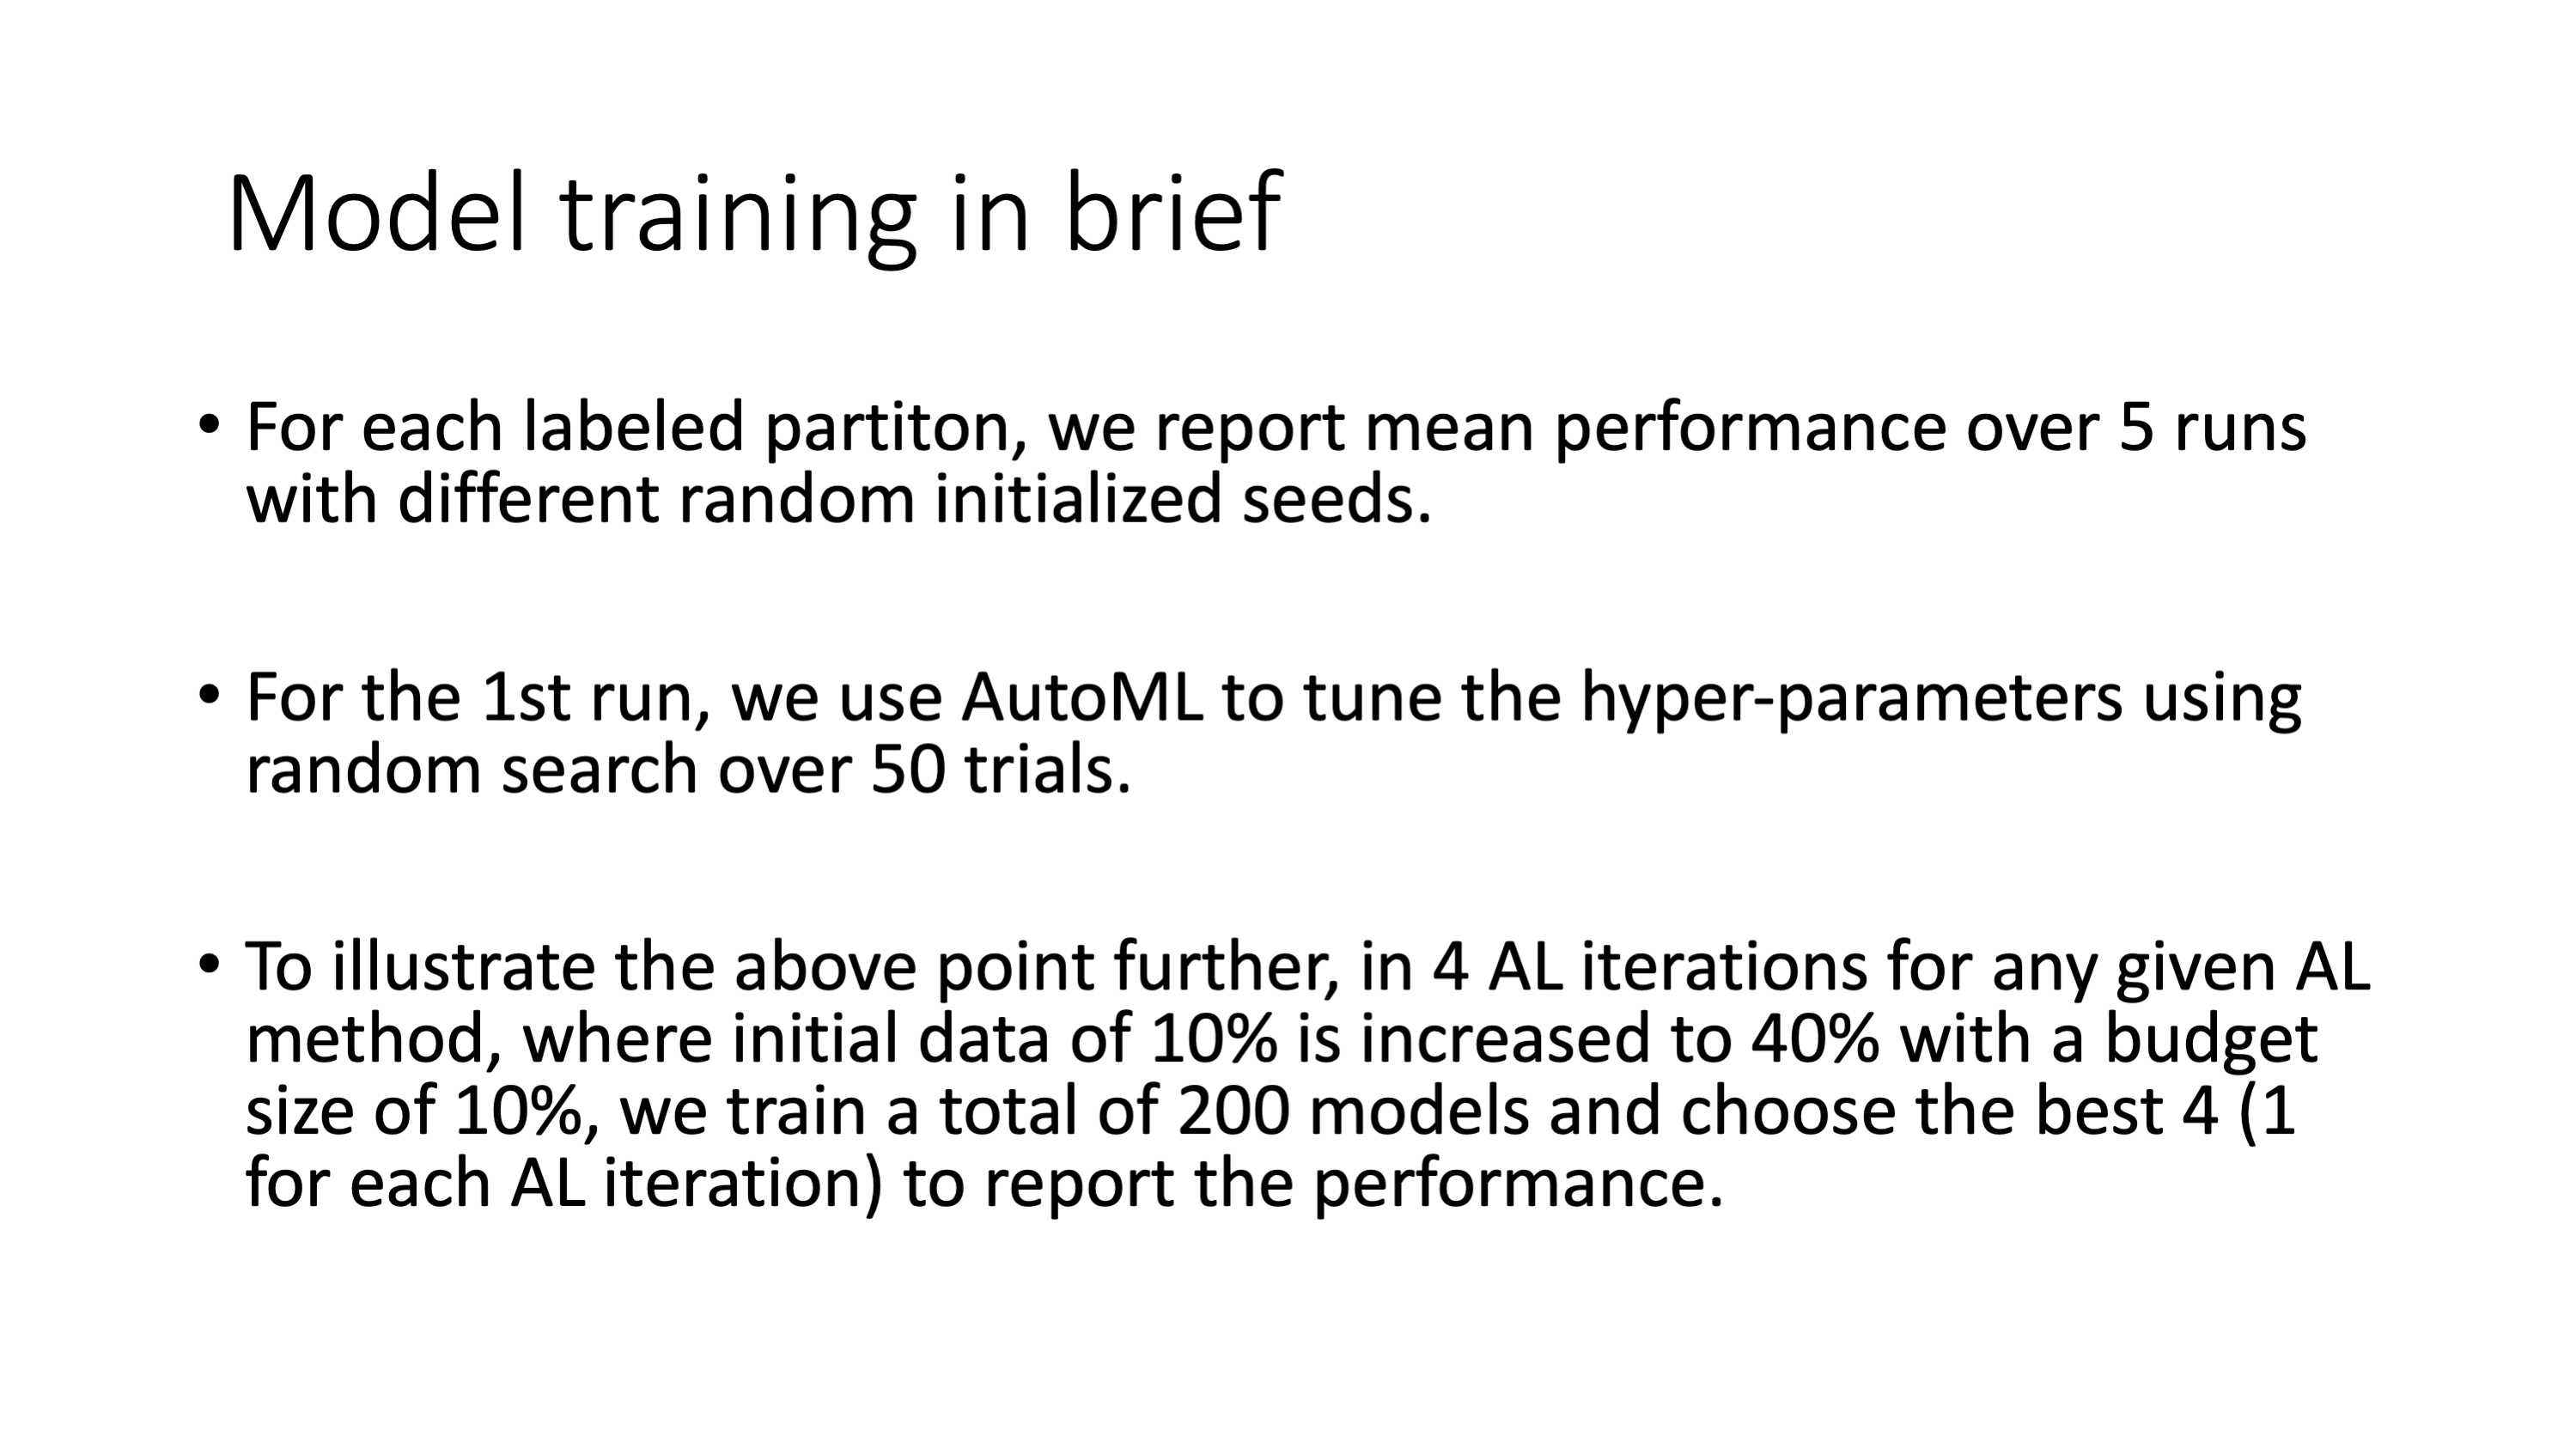 Model training in brief
• For each labeled partiton, we report mean performance over 5 runs
with different random initialized seeds.
• For the 1st run, we use AutoML to tune the hyper-parameters using
random search over 50 trials.
• To illustrate the above point further, in 4 AL iterations for any given AL
method, where initial data of 10% is increased to 40% with a budget
size of 10%, we train a total of 200 models and choose the best 4 (1
for each AL iteration) to report the performance.